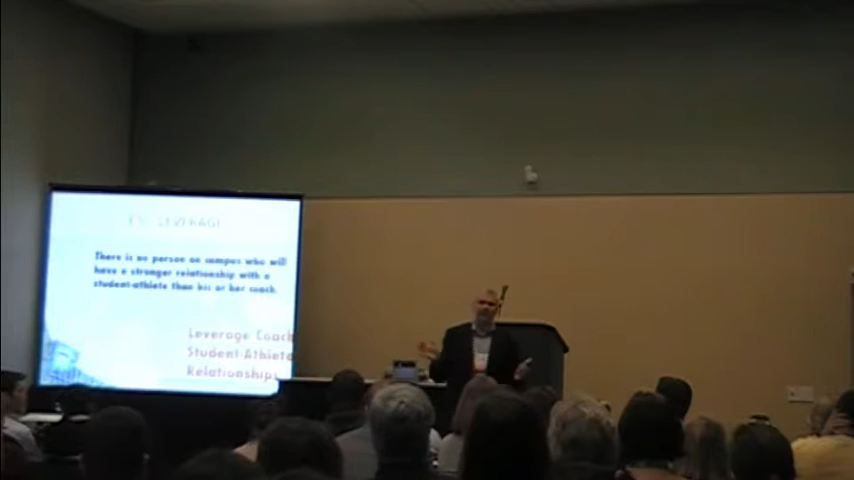 LEVERAGE
There is no person on campus who will
have a stronger relationship with a
student-athlete than his or her coach.
Leverage Coach
Student-Athlete
Relationships